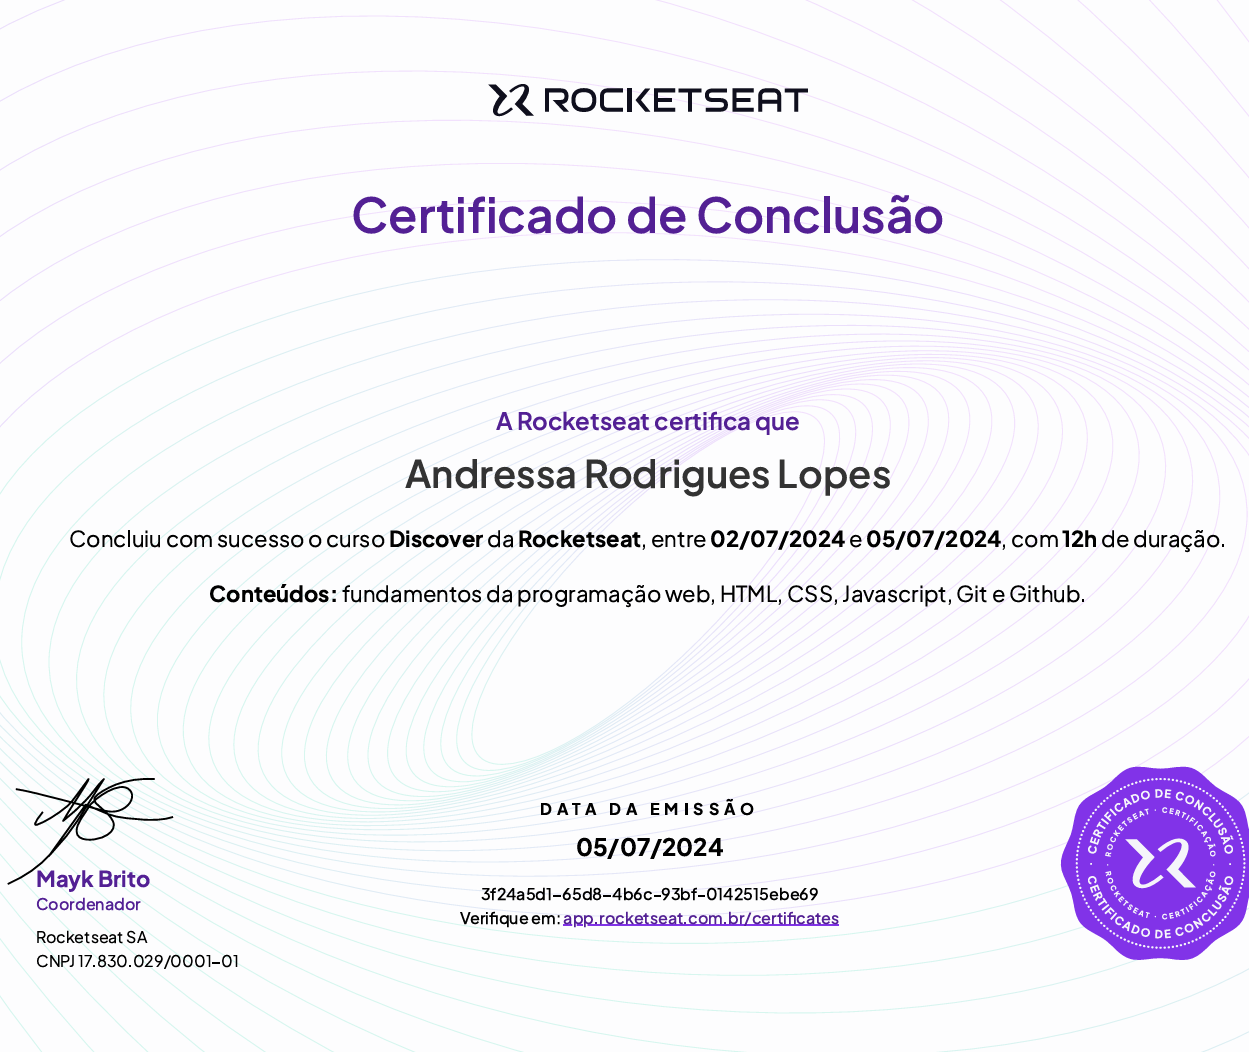 ROCKETSEAT
Certificado de Conclusão
A Rocketseat certifica que
Andressa Rodrigues Lopes
Concluiu com sucesso o curso Discover da Rocketseat, entre 02/07/2024 e 05/07/2024, com 12h de duração.
Conteúdos: fundamentos da programação web, HTML, CSS, Javascript, Git e Github.
Mayk Brito
Coordenador
Rocketseat SA
CNPJ 17.830.029/0001-01
DATA DA EMISSÃO
05/07/2024
3f24a5d1-65d8-4b6c-93bf-0142515ebe69
Verifique em: app.rocketseat.com.br/certificates
CERTIFICADO DE CONCLUSÃO
ROCKETSEAT · CERTIFICAÇÃO
ROCKETSEAT · CERTIFICAÇÃO
CERTIFICADO DE CONCLUSÃO